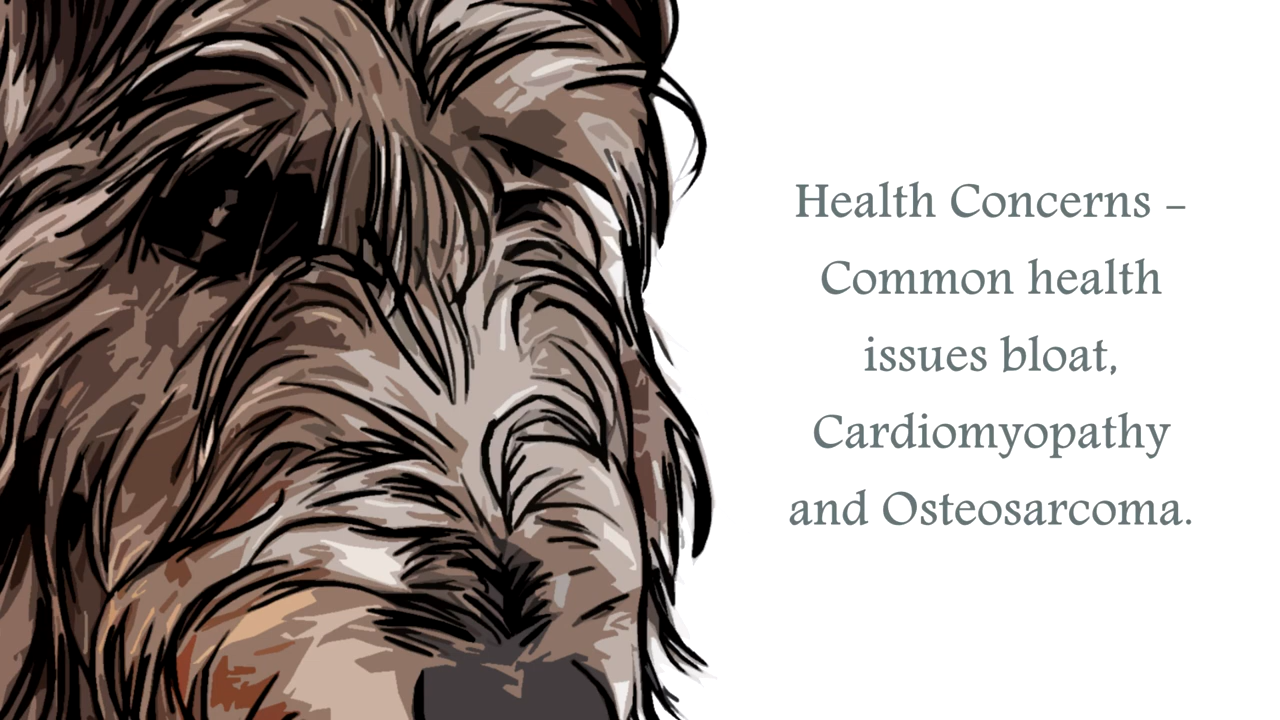 Health Concerns –
Common health
issues bloat,
Cardiomyopathy
and Osteosarcoma.